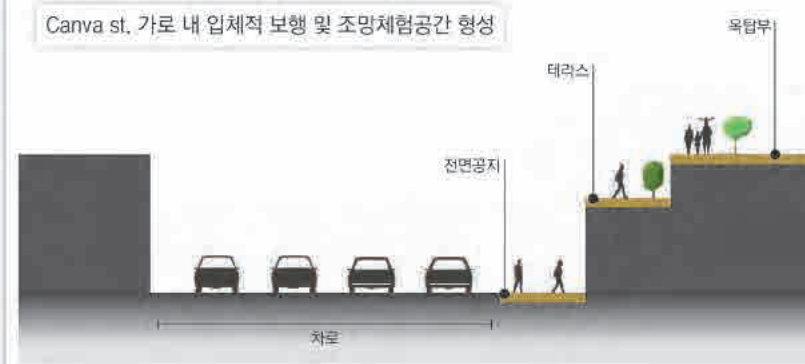 Canva st. 가로 내 입체적 보행 및 조망체험공간 형성
옥탑부
테라스
전면공지
차로